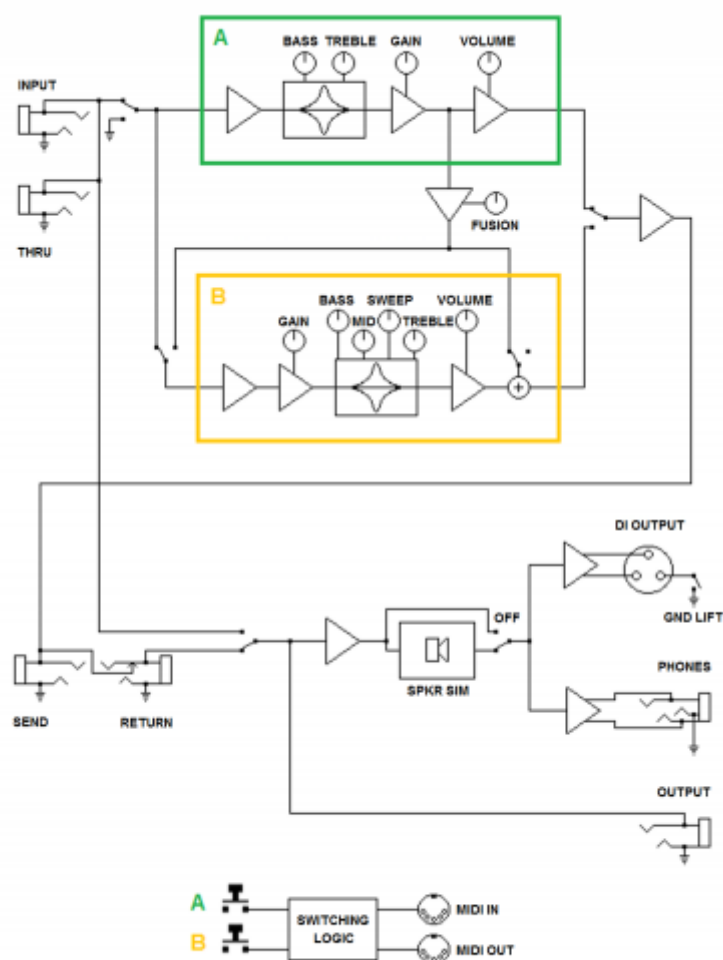 A
BASS TREBLE GAIN VOLUME
INPUT
THRU
FUSION
B
BASS SWEEP VOLUME
GAIN MID TREBLE
DI OUTPUT
OFF
GND LIFT
SPKR SIM
PHONES
SEND RETURN
OUTPUT
A
SWITCHING
LOGIC
MIDI IN
B
MIDI OUT